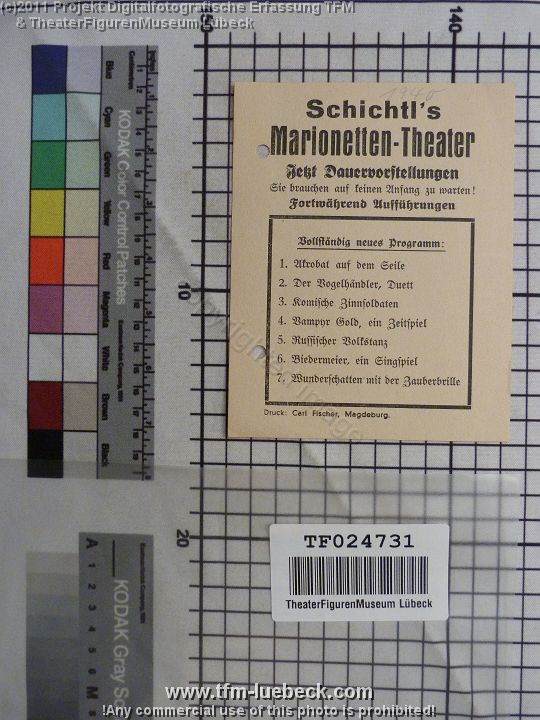 (c)2011 Projekt Digitalfotografische Erfassung TFM
& TheaterFigurenMuseum Lübeck
150
140
1940
Schichtl's
Marionetten-Theater
Jetzt Dauervorstellungen
Sie brauchen auf keinen Anfang zu warten!
Fortwährend Aufführungen
Vollständig neues Programm:
1. Akrobat auf dem Seile
2. Der Vogelhändler, Duett
3. Komische Zinnsoldaten
4. Vampyr Gold, ein Zeitspiel
5. Russischer Volkstanz
6. Biedermeier, ein Singspiel
7. Wunderschatten mit der Zauberbrille
Druck: Carl Fischer, Magdeburg.
10
20
Blue
Cyan
Green
Yellow
Red
Magenta
White
Brown
Black
Centimetres
KODAK Color Control Patches
A 1 2 3 4 5 6 M
KODAK Gray
TF024731
TheaterFigurenMuseum Lübeck
www.tfm-luebeck.com
!Any commercial use of this photo is prohibited!